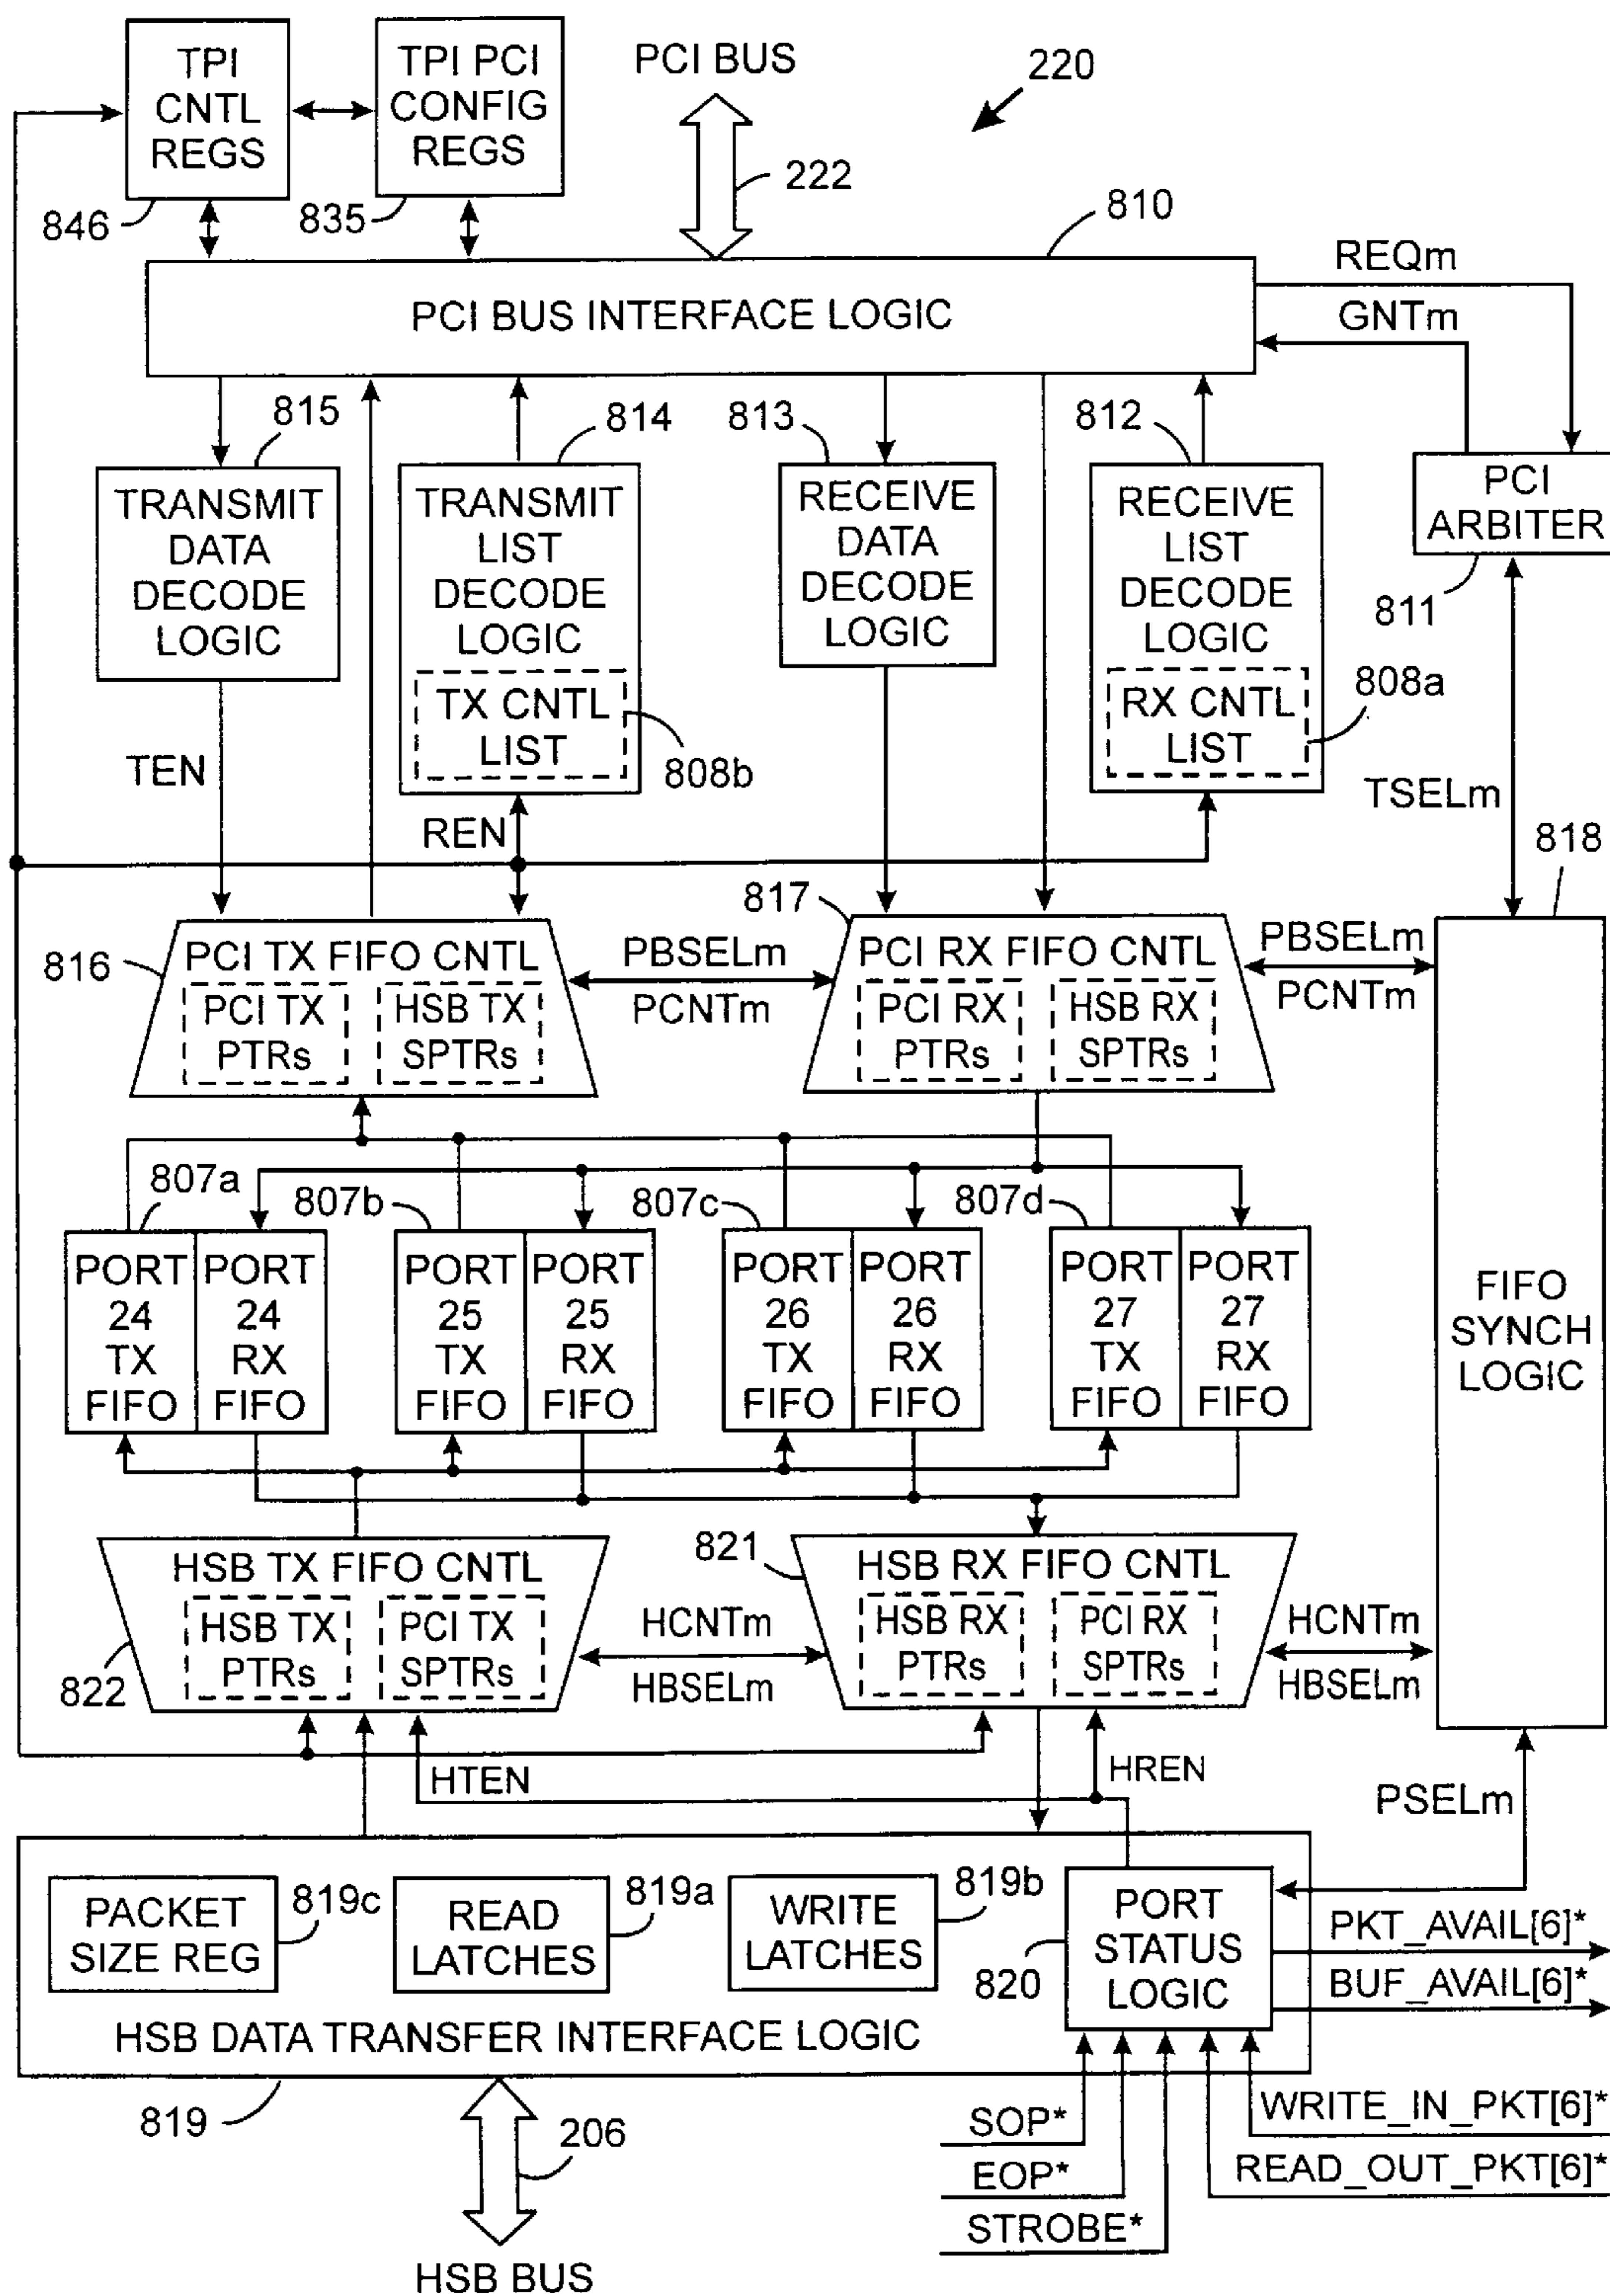 TPI
CNTL
REGS
TPI PCI
CONFIG
REGS
PCI BUS
220
222
846
835
810
REQm
GNTm
PCI BUS INTERFACE LOGIC
815
814
813
812
TRANSMIT
DATA
DECODE
LOGIC
TRANSMIT
LIST
DECODE
LOGIC
TX CNTL
LIST
RECEIVE
DATA
DECODE
LOGIC
RECEIVE
LIST
DECODE
LOGIC
RX CNTL
LIST
PCI
ARBITER
811
808a
808b
TEN
REN
TSELm
818
817
816
PCI TX FIFO CNTL
PCI TX
PTRs
HSB TX
SPTRs
PBSELm
PCNTm
PCI RX FIFO CNTL
PCI RX
PTRs
HSB RX
SPTRs
PBSELm
PCNTm
807a
807b
807c
807d
PORT
24
TX
FIFO
PORT
24
RX
FIFO
PORT
25
TX
FIFO
PORT
25
RX
FIFO
PORT
26
TX
FIFO
PORT
26
RX
FIFO
PORT
27
TX
FIFO
PORT
27
RX
FIFO
FIFO
SYNCH
LOGIC
HSB TX FIFO CNTL
HSB TX
PTRs
PCI TX
SPTRs
822
HCNTm
HBSELm
821
HSB RX FIFO CNTL
HSB RX
PTRs
PCI RX
SPTRs
HCNTm
HBSELm
HTEN
HREN
PSELm
PACKET
SIZE REG
819c
READ
LATCHES
819a
WRITE
LATCHES
819b
820
PORT
STATUS
LOGIC
PKT_AVAIL[6]*
BUF_AVAIL[6]*
HSB DATA TRANSFER INTERFACE LOGIC
819
206
HSB BUS
SOP*
EOP*
STROBE*
WRITE_IN_PKT[6]*
READ_OUT_PKT[6]*